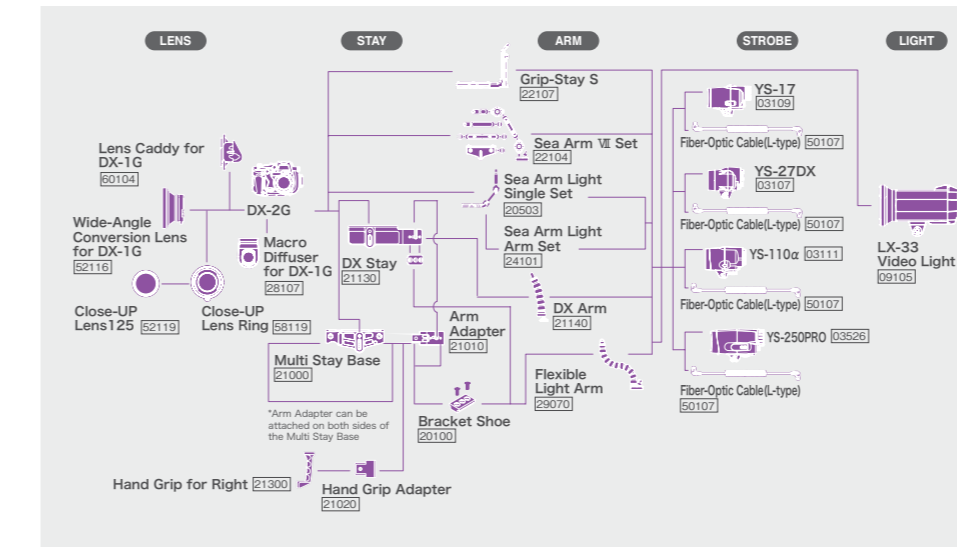 LENS
STAY
ARM
STROBE
LIGHT
Lens Caddy for
DX-1G
60104
Wide-Angle
Conversion Lens
for DX-1G
52116
DX-2G
Macro
Diffuser
for DX-1G
28107
Close-UP
Lens125 52119
Close-UP
Lens Ring 58119
DX Stay
21130
Multi Stay Base
21000
*Arm Adapter can be
attached on both sides of
the Multi Stay Base
Arm
Adapter
21010
Bracket Shoe
20100
Hand Grip for Right 21300
Hand Grip Adapter
21020
Grip-Stay S
22107
Sea Arm Ⅶ Set
22104
Sea Arm Light
Single Set
20503
Sea Arm Light
Arm Set
24101
DX Arm
21140
Flexible
Light Arm
29070
YS-17
03109
Fiber-Optic Cable(L-type) 50107
YS-27DX
03107
Fiber-Optic Cable(L-type) 50107
YS-110α 03111
Fiber-Optic Cable(L-type) 50107
YS-250PRO 03526
Fiber-Optic Cable(L-type)
50107
LX-33
Video Light
09105